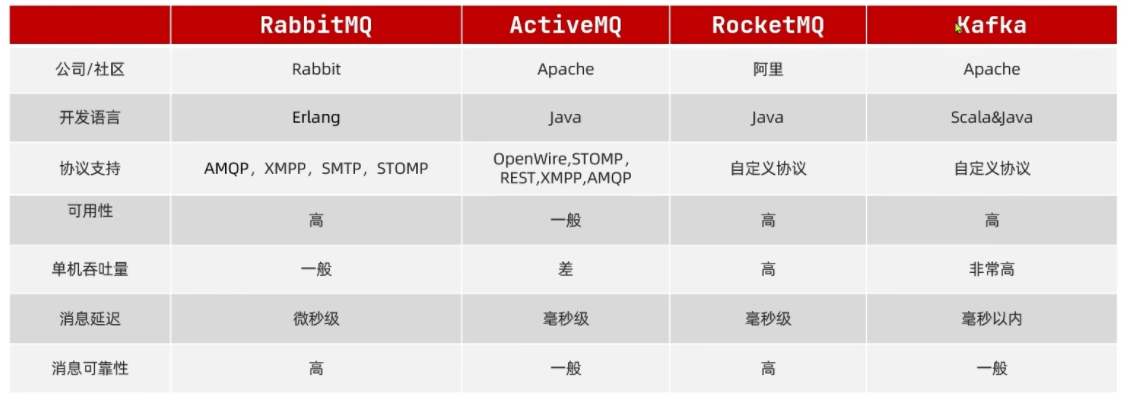 RabbitMQ ActiveMQ RocketMQ Kafka
公司/社区 Rabbit Apache 阿里 Apache
开发语言 Erlang Java Java Scala&Java
协议支持 AMQP，XMPP，SMTP，STOMP OpenWire,STOMP， 自定义协议 自定义协议
REST,XMPP,AMQP
可用性 高 一般 高 高
单机吞吐量 一般 差 高 非常高
消息延迟 微秒级 毫秒级 毫秒级 毫秒以内
消息可靠性 高 一般 高 一般